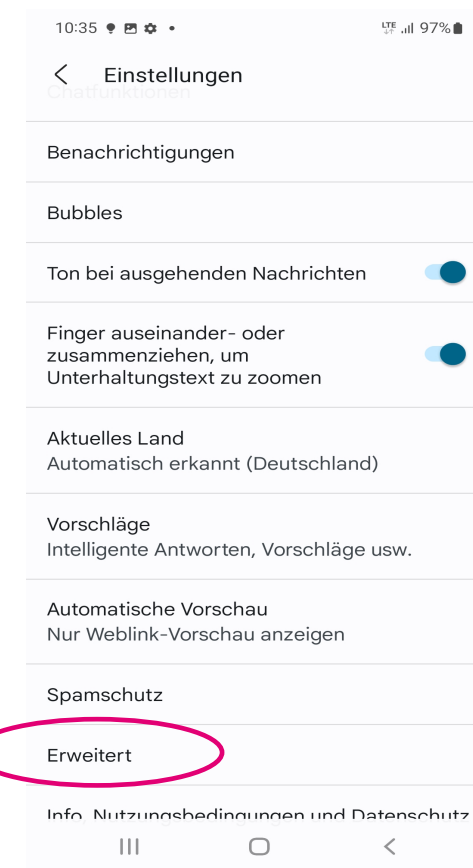 10:35
LTE 97%
Einstellungen
Chatfunktionen
Benachrichtigungen
Bubbles
Ton bei ausgehenden Nachrichten
Finger auseinander- oder
zusammenziehen, um
Unterhaltungstext zu zoomen
Aktuelles Land
Automatisch erkannt (Deutschland)
Vorschläge
Intelligente Antworten, Vorschläge usw.
Automatische Vorschau
Nur Weblink-Vorschau anzeigen
Spamschutz
Erweitert
Info, Nutzungsbedingungen und Datenschutz